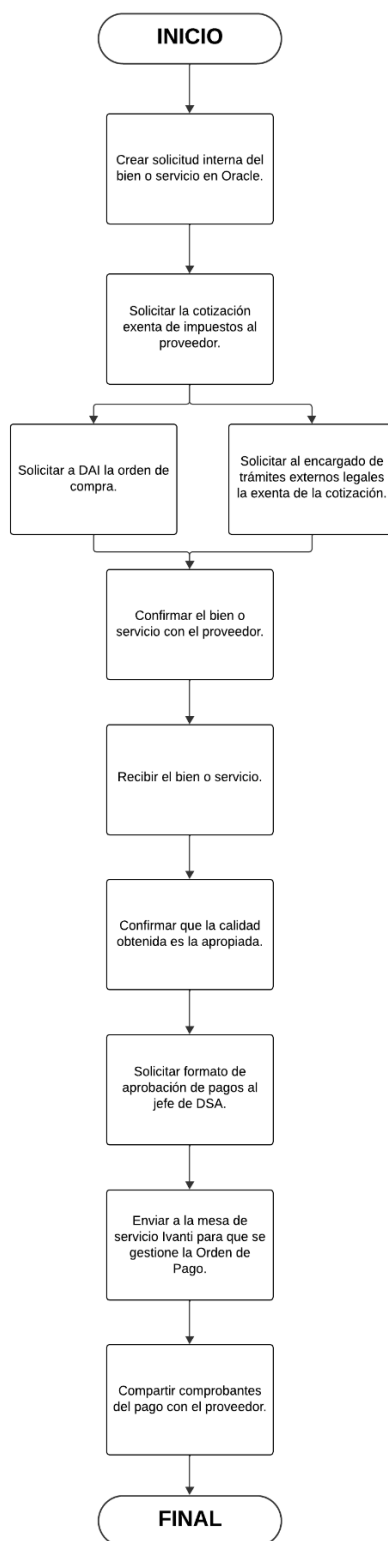 INICIO
Crear solicitud interna del
bien o servicio en Oracle.
Solicitar la cotización
exenta de impuestos al
proveedor.
Solicitar a DAI la orden de
compra.
Solicitar al encargado de
trámites externos legales
la exenta de la cotización.
Confirmar el bien o
servicio con el proveedor.
Recibir el bien o servicio.
Confirmar que la calidad
obtenida es la apropiada.
Solicitar formato de
aprobación de pagos al
jefe de DSA.
Enviar a la mesa de
servicio Ivanti para que se
gestione la Orden de
Pago.
Compartir comprobantes
del pago con el proveedor.
FINAL